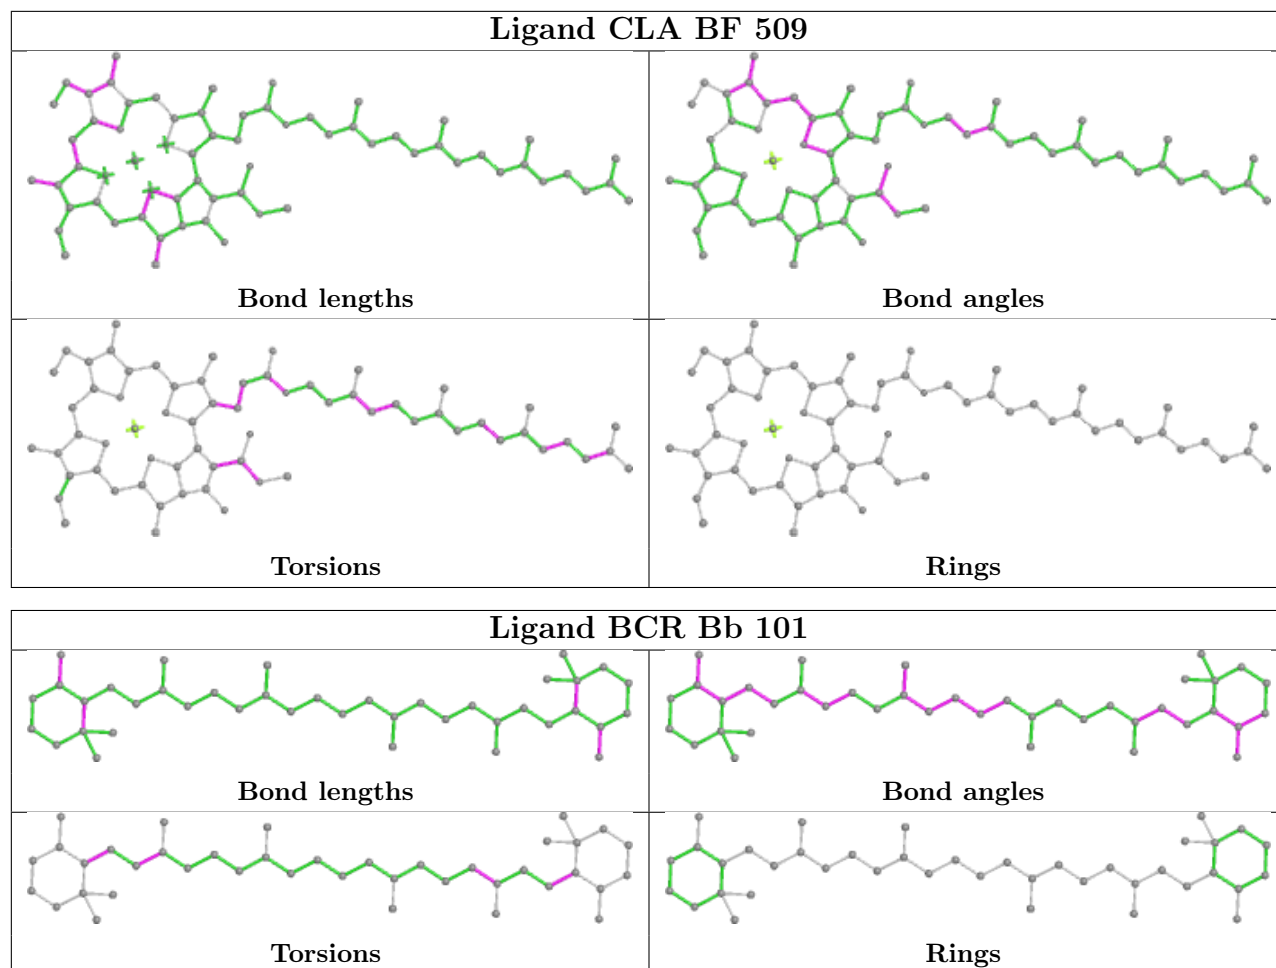 Ligand CLA BF 509
Bond lengths
Bond angles
Torsions
Rings
Ligand BCR Bb 101
Bond lengths
Bond angles
Torsions
Rings